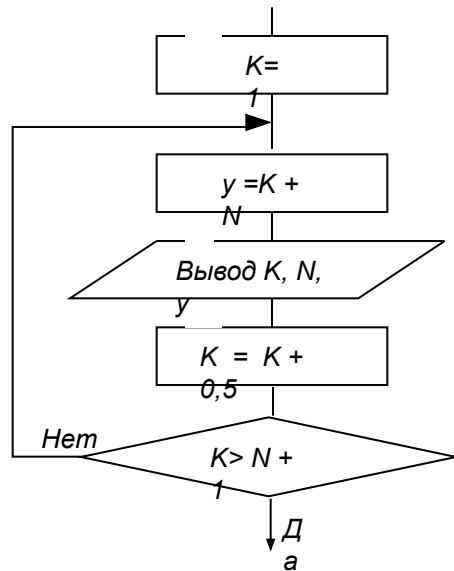 K=
1
y =K +
N
Вывод K, N,
y
K = K +
0,5
Нет
K> N +
1
Д
а